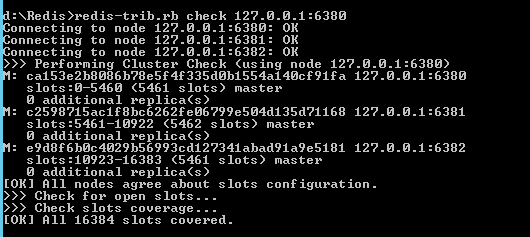 d:\Redis>redis-trib.rb check 127.0.0.1:6380
Connecting to node 127.0.0.1:6380: OK
Connecting to node 127.0.0.1:6381: OK
Connecting to node 127.0.0.1:6382: OK
>>> Performing Cluster Check (using node 127.0.0.1:6380)
M: ca153e2b8086b78e5f4f335d0b1554a140cf91fa 127.0.0.1:6380
   slots:0-5460 (5461 slots) master
   0 additional replica(s)
M: c2598715ac1f8bc6262fe06799e504d135d71168 127.0.0.1:6381
   slots:5461-10922 (5462 slots) master
   0 additional replica(s)
M: e9d8f6b0c4029b56993cd127341abad91a9e5181 127.0.0.1:6382
   slots:10923-16383 (5461 slots) master
   0 additional replica(s)
[OK] All nodes agree about slots configuration.
>>> Check for open slots...
>>> Check slots coverage...
[OK] All 16384 slots covered.